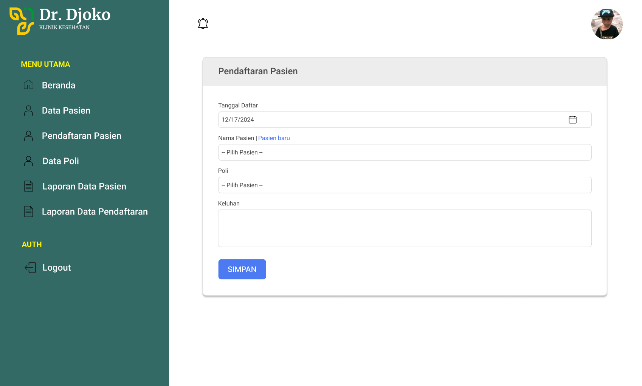 Dr. Djoko
KLINIK KESEHATAN
MENU UTAMA
Beranda
Data Pasien
Pendaftaran Pasien
Data Poli
Laporan Data Pasien
Laporan Data Pendaftaran
AUTH
Logout
Pendaftaran Pasien
Tanggal Daftar
12/17/2024
Nama Pasien | Pasien baru.
-- Pilih Pasien --
Poli
-- Pilih Pasien --
Keluhan
SIMPAN